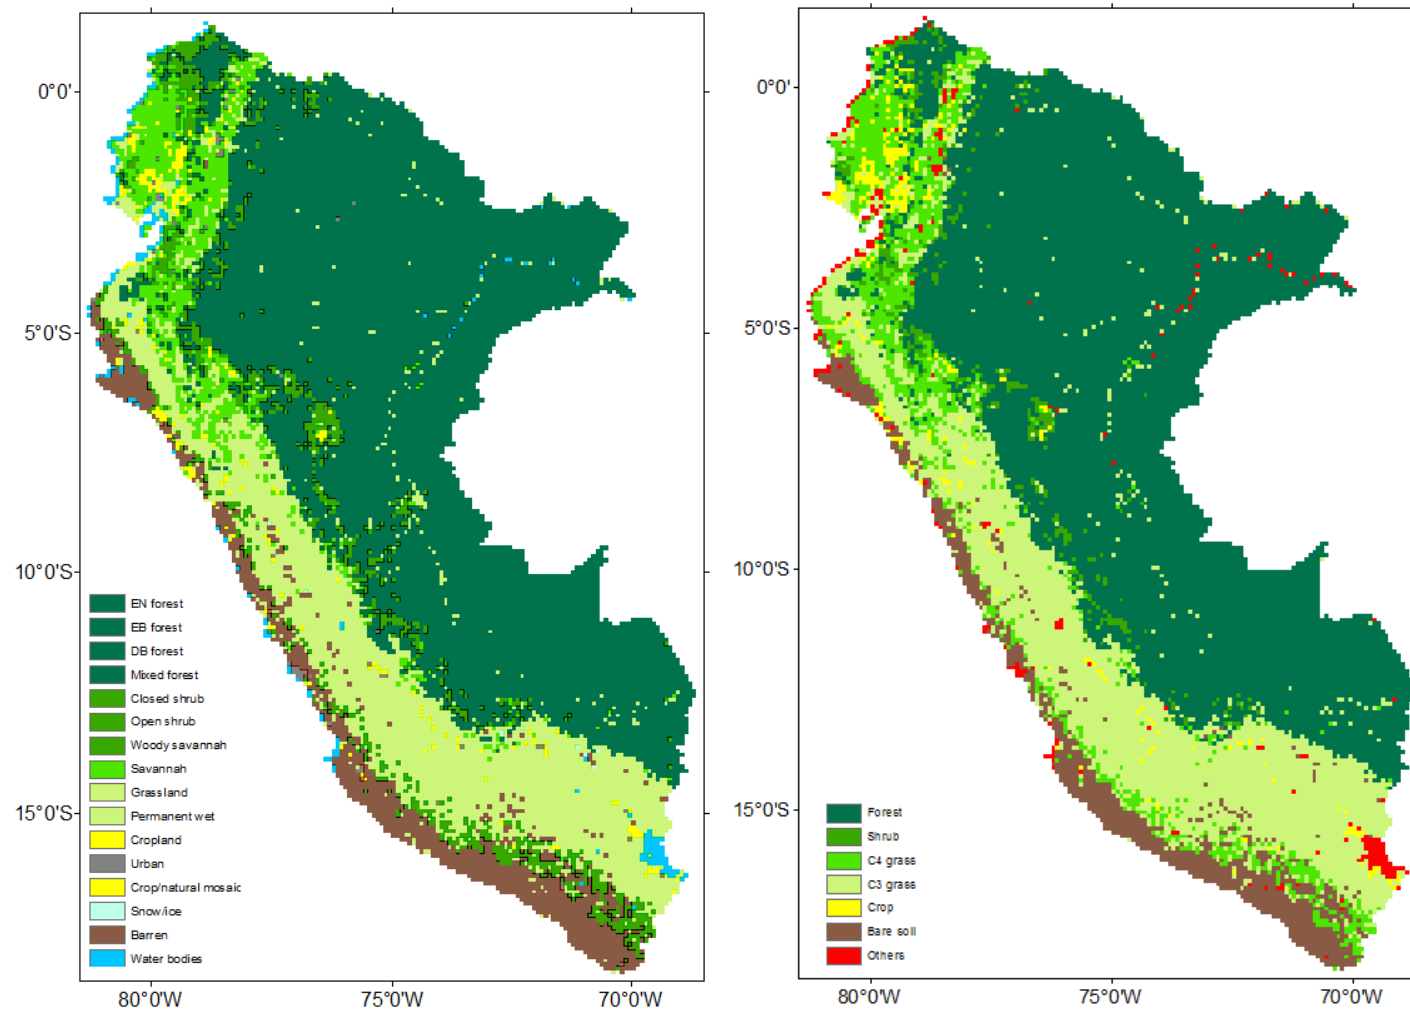 0°0'
5°0'S
10°0'S
15°0'S
80°0'W
75°0'W
70°0'W
EN forest
EB forest
DB forest
Mixed forest
Closed shrub
Open shrub
Woody savannah
Savannah
Grassland
Permanent wet
Cropland
Urban
Crop/natural mosaic
Snow/ice
Barren
Water bodies
0°0'
5°0'S
10°0'S
15°0'S
80°0'W
75°0'W
70°0'W
Forest
Shrub
C4 grass
C3 grass
Crop
Bare soil
Others